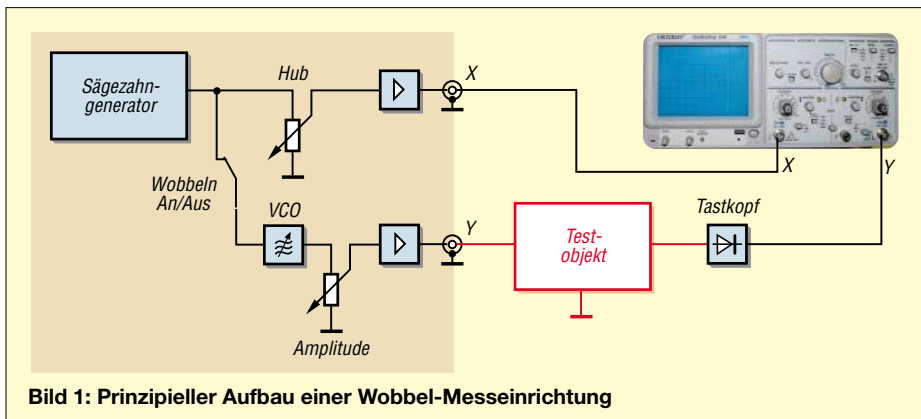 Sägezahn-
generator
Hub
X
Wobbeln
An/Aus
VCO
Y
Amplitude
Test-
objekt
Tastkopf
X
Y
Bild 1: Prinzipieller Aufbau einer Wobbel-Messeinrichtung